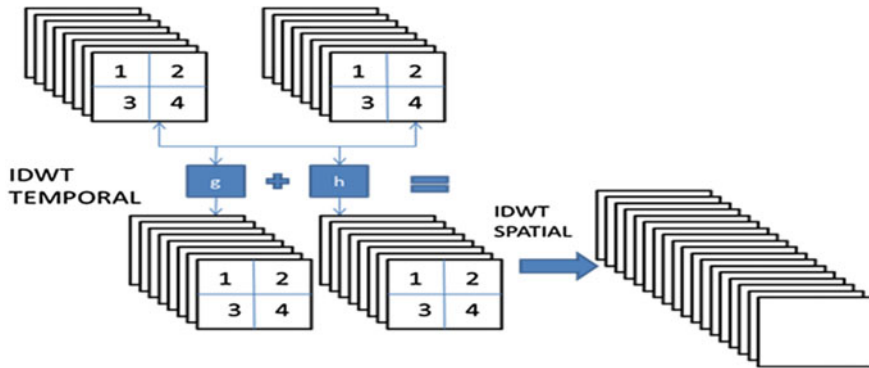 1 2 1 2
3 4 3 4
IDWT
TEMPORAL
g + h =
1 2 1 2
3 4 3 4
IDWT
SPATIAL